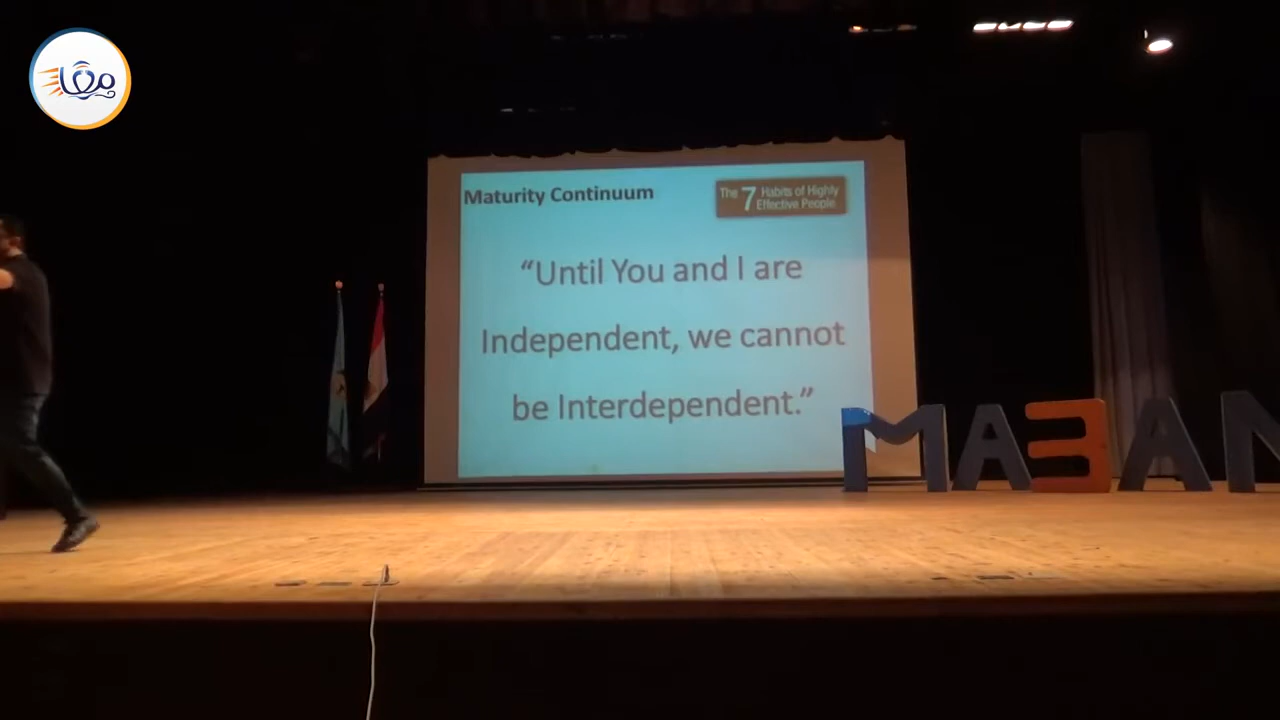 معا
Maturity Continuum
The 7 Habits of Highly
Effective People
“Until You and I are
Independent, we cannot
be Interdependent.”
MA3AN